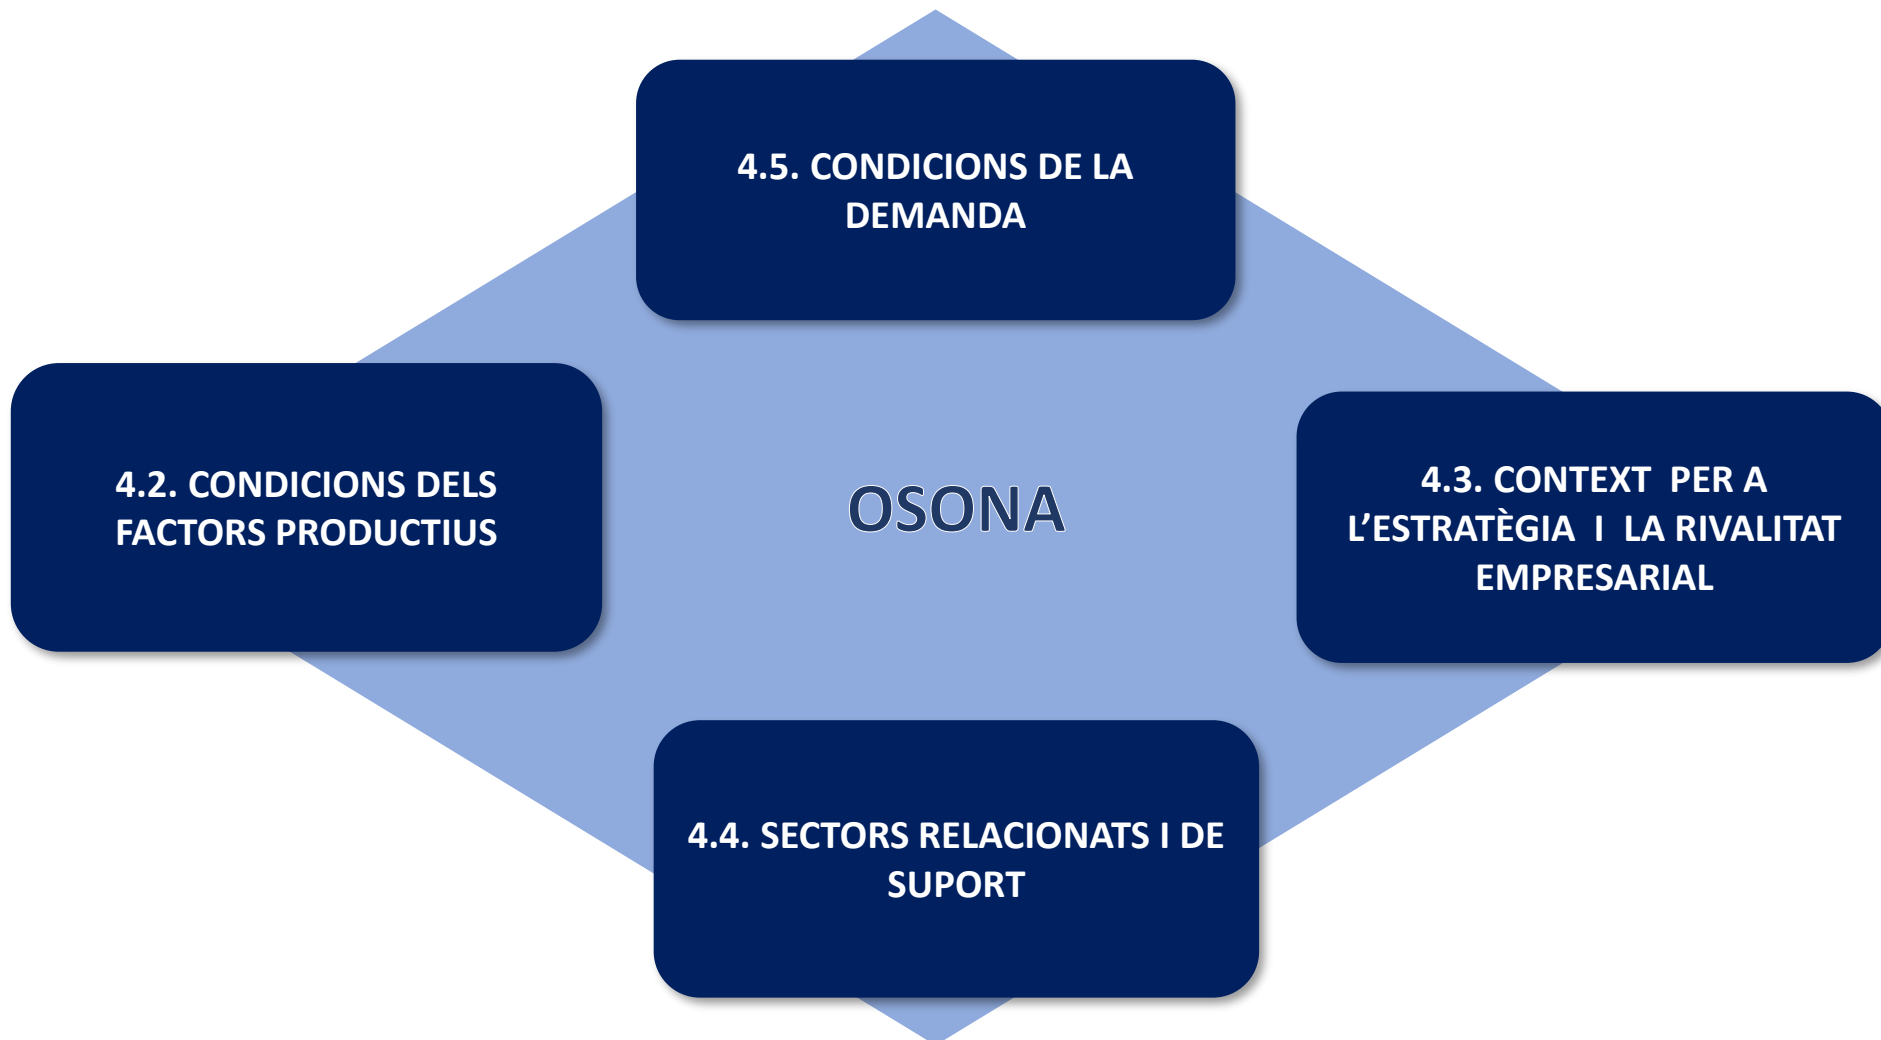 4.5. CONDICIONS DE LA
DEMANDA
4.2. CONDICIONS DELS
FACTORS PRODUCTIUS
OSONA
4.3. CONTEXT  PER A
L’ESTRATÈGIA  I  LA RIVALITAT
EMPRESARIAL
4.4. SECTORS RELACIONATS I DE
SUPORT